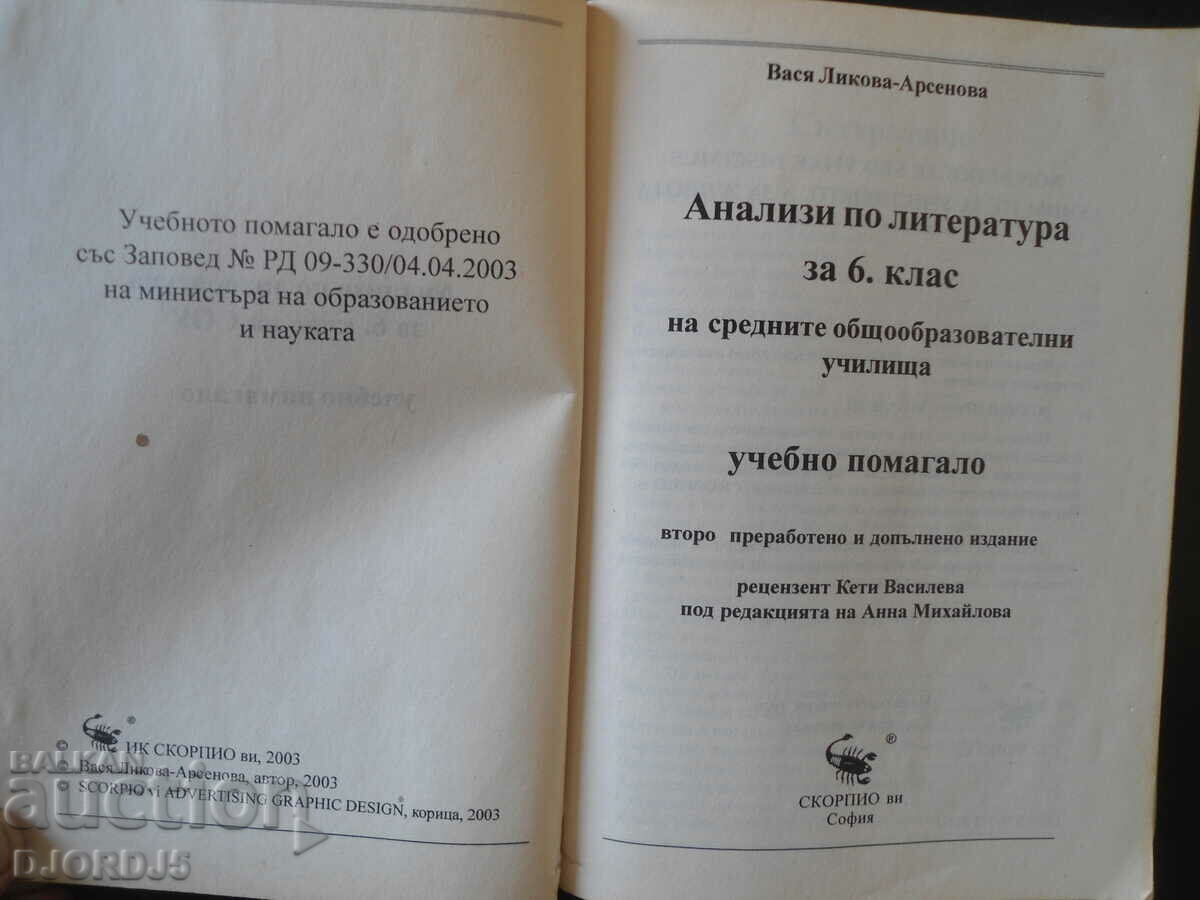 Учебното помагало е одобрено
със Заповед № РД 09-330/04.04.2003
на министъра на образованието
и науката
®
© ИК СКОРПИО ви, 2003
© Вася Ликова-Арсенова, автор, 2003
© SCORPIO vi ADVERTISING GRAPHIC DESIGN, корица, 2003
Вася Ликова-Арсенова
Анализи по литература
за 6. клас
на средните общообразователни
училища
учебно помагало
второ преработено и допълнено издание
рецензент Кети Василева
под редакцията на Анна Михайлова
®
СКОРПИО ви
София
BALKAN
auction
DJORDJ5